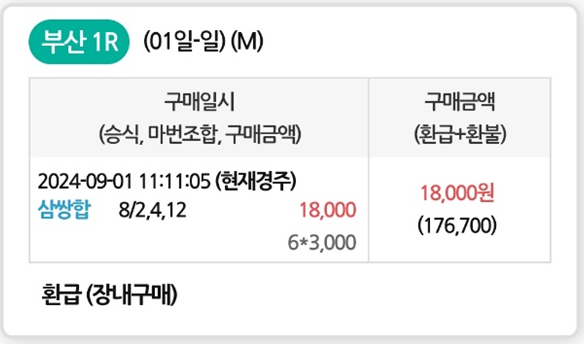 부산 1R (01일-일) (M)
구매일시
(승식, 마번조합, 구매금액)
구매금액
(환급+환불)
2024-09-01 11:11:05 (현재경주)
삼쌍합 8/2,4,12 18,000
6*3,000
18,000원
(176,700)
환급 (장내구매)